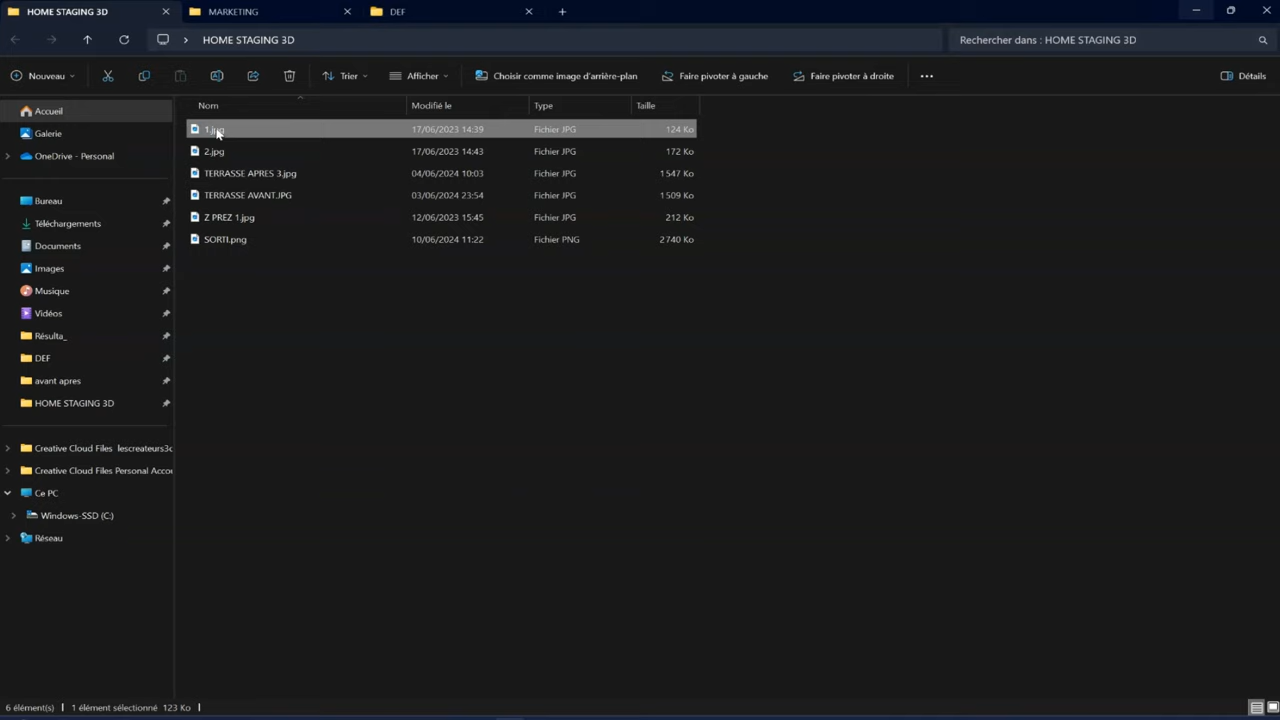 HOME STAGING 3D
MARKETING
DEF
HOME STAGING 3D
Rechercher dans : HOME STAGING 3D
Nouveau
Trier
Afficher
Choisir comme image d'arrière-plan
Faire pivoter à gauche
Faire pivoter à droite
Détails
Nom Modifié le Type Taille
1.jpg 17/06/2023 14:39 Fichier JPG 124 Ko
2.jpg 17/06/2023 14:43 Fichier JPG 172 Ko
TERRASSE APRES 3.jpg 04/06/2024 10:03 Fichier JPG 1 547 Ko
TERRASSE AVANT.JPG 03/06/2024 23:54 Fichier JPG 1 509 Ko
Z PREZ 1.jpg 12/06/2023 15:45 Fichier JPG 212 Ko
SORTI.png 10/06/2024 11:22 Fichier PNG 2 740 Ko
Accueil
Galerie
OneDrive - Personal
Bureau
Téléchargements
Documents
Images
Musique
Vidéos
Résulta_
DEF
avant apres
HOME STAGING 3D
Creative Cloud Files lescreateurs3d
Creative Cloud Files Personal Accou
Ce PC
Windows-SSD (C:)
Réseau
6 élément(s) 1 élément sélectionné 123 Ko